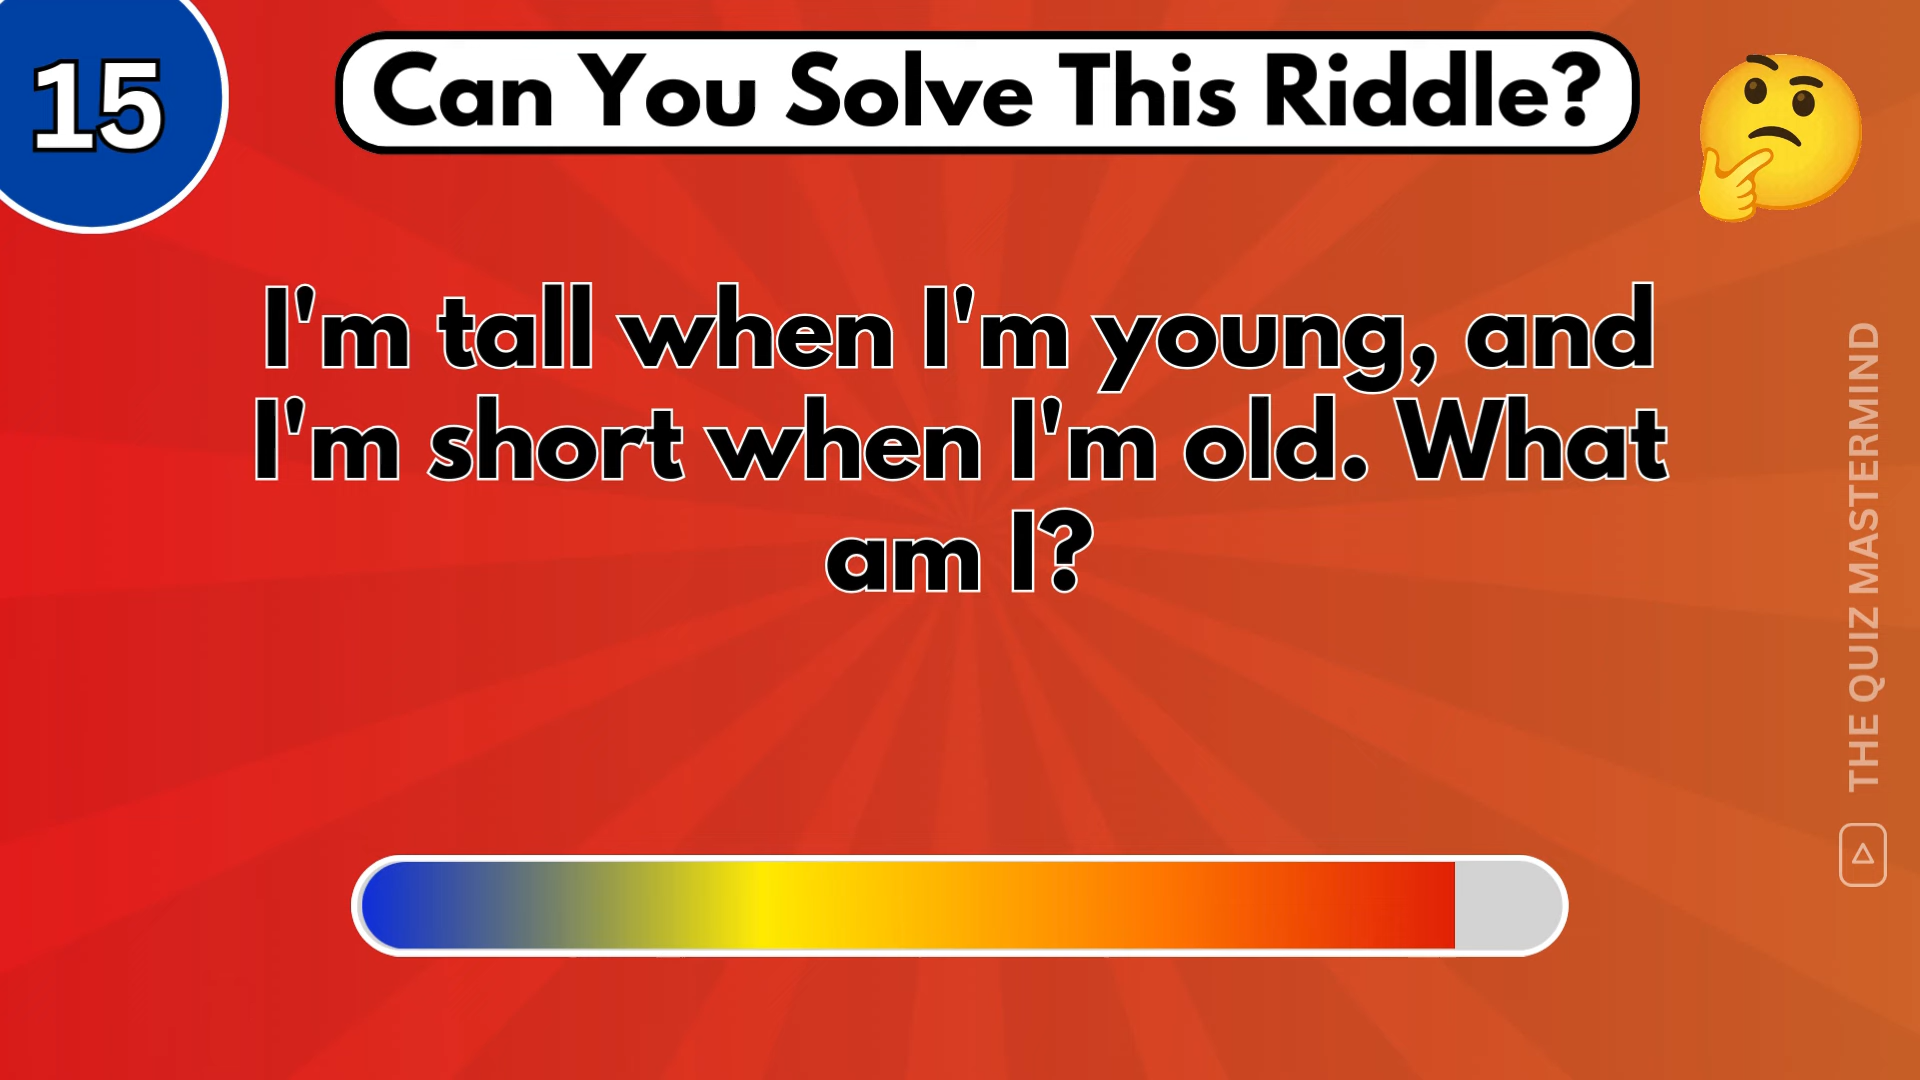 15
Can You Solve This Riddle?
I'm tall when I'm young, and
I'm short when I'm old. What
am I?
THE QUIZ MASTERMIND